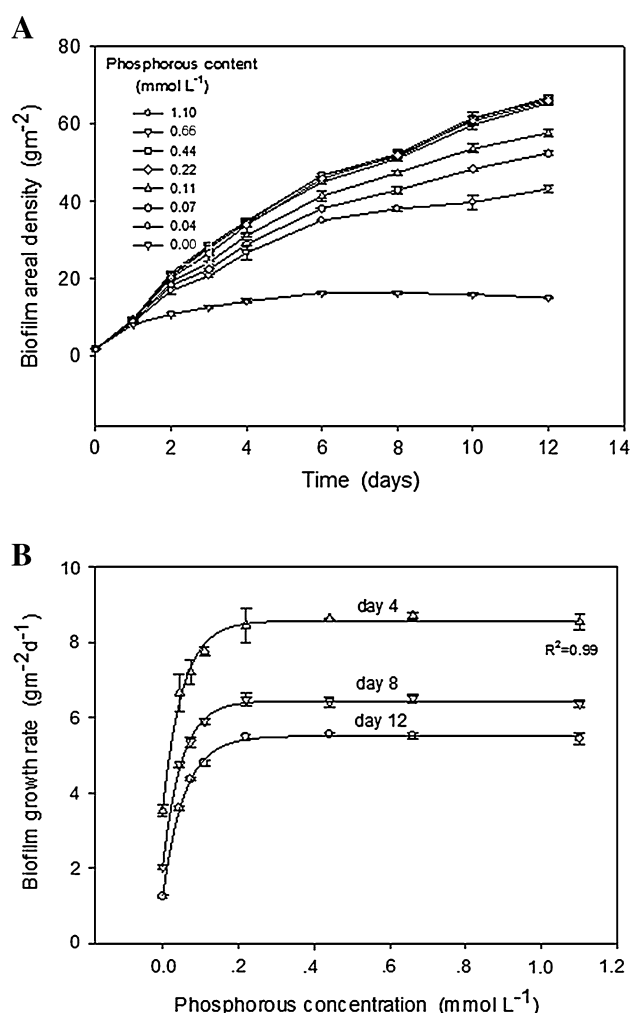 A
80
60
40
20
0
Biofilm areal density (gm⁻²)
Phosphorous content
(mmol L⁻¹)
1.10
0.66
0.44
0.22
0.11
0.07
0.04
0.00
0 2 4 6 8 10 12 14
Time (days)
B
10
8
6
4
2
0
Biofilm growth rate (gm⁻²d⁻¹)
day 4
R²=0.99
day 8
day 12
0.0 .2 .4 .6 .8 1.0 1.2
Phosphorous concentration (mmol L⁻¹)